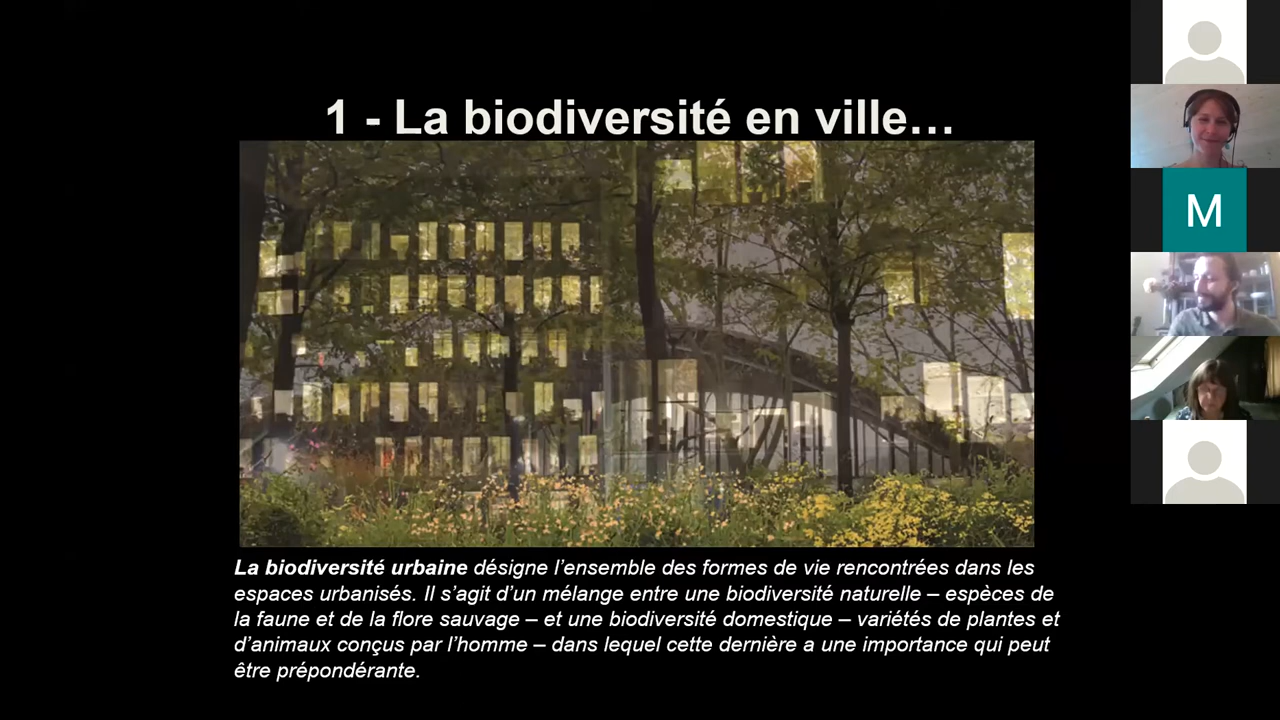 1 - La biodiversité en ville…
M
La biodiversité urbaine désigne l’ensemble des formes de vie rencontrées dans les
espaces urbanisés. Il s’agit d’un mélange entre une biodiversité naturelle – espèces de
la faune et de la flore sauvage – et une biodiversité domestique – variétés de plantes et
d’animaux conçus par l’homme – dans lequel cette dernière a une importance qui peut
être prépondérante.